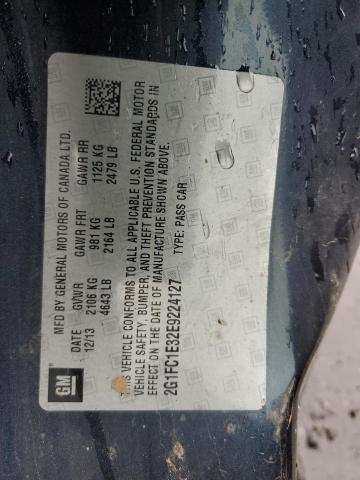 MFD BY GENERAL MOTORS OF CANADA LTD.
DATE GVWR GAWR FRT GAWR RR
12/13 2106 KG 981 KG 1125 KG
4643 LB 2164 LB 2479 LB
THIS VEHICLE CONFORMS TO ALL APPLICABLE U.S. FEDERAL MOTOR
VEHICLE SAFETY, BUMPER, AND THEFT PREVENTION STANDARDS IN
EFFECT ON THE DATE OF MANUFACTURE SHOWN ABOVE.
2G1FC1E32E9224127 TYPE: PASS CAR
GM